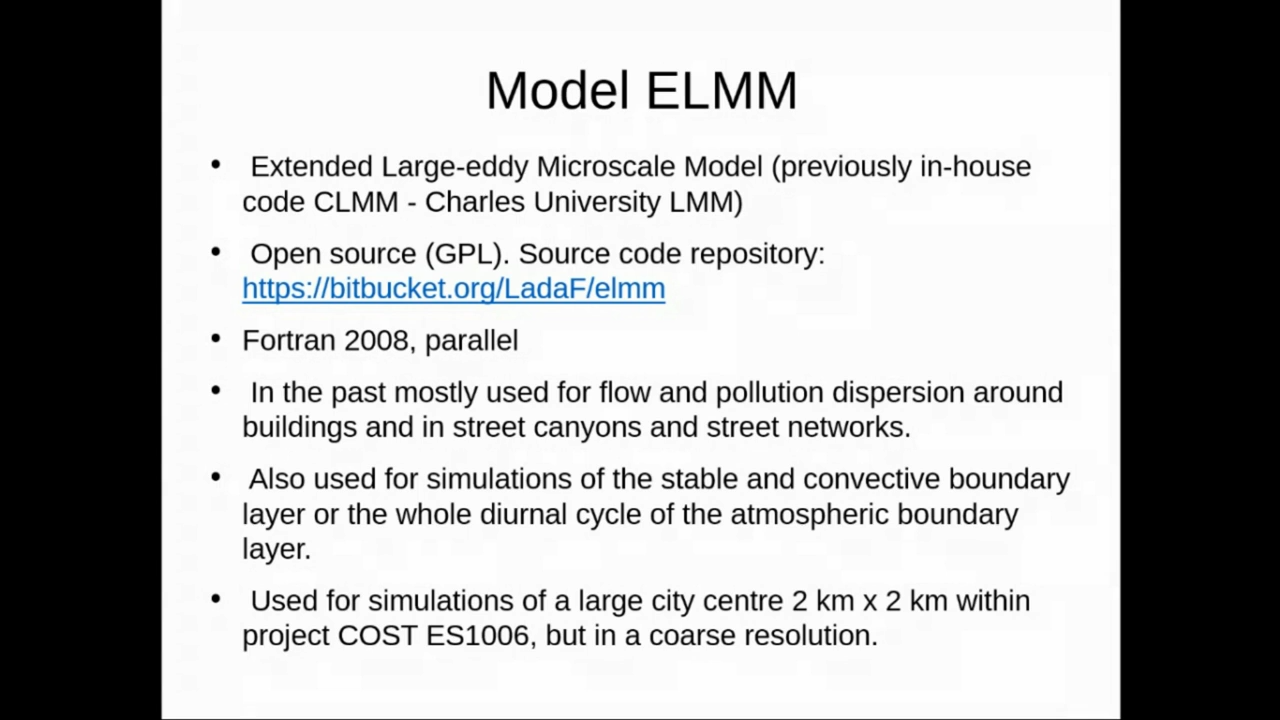 Model ELMM
• Extended Large-eddy Microscale Model (previously in-house
code CLMM - Charles University LMM)
• Open source (GPL). Source code repository:
https://bitbucket.org/LadaF/elmm
• Fortran 2008, parallel
• In the past mostly used for flow and pollution dispersion around
buildings and in street canyons and street networks.
• Also used for simulations of the stable and convective boundary
layer or the whole diurnal cycle of the atmospheric boundary
layer.
• Used for simulations of a large city centre 2 km x 2 km within
project COST ES1006, but in a coarse resolution.